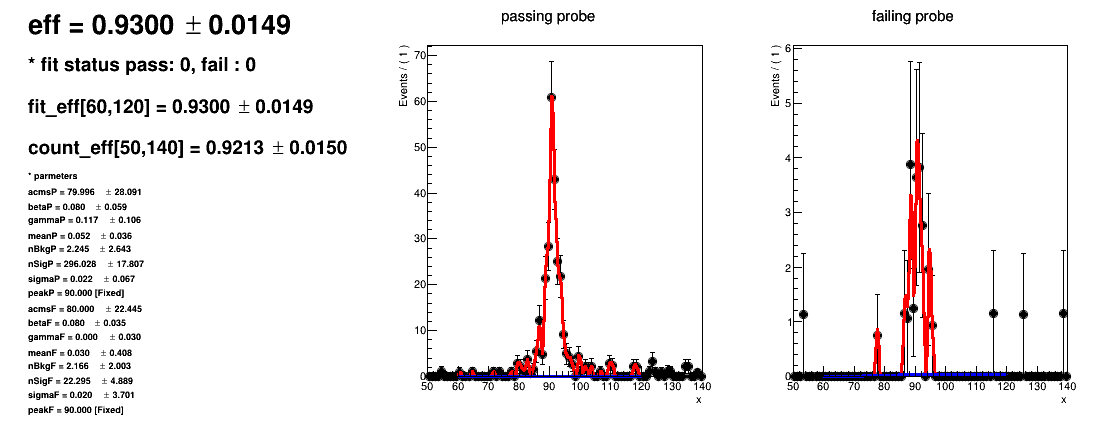 eff = 0.9300 ± 0.0149
* fit status pass: 0, fail : 0
fit_eff[60,120] = 0.9300 ± 0.0149
count_eff[50,140] = 0.9213 ± 0.0150
* parmeters
acmsP = 79.996 ± 28.091
betaP = 0.080 ± 0.059
gammaP = 0.117 ± 0.106
meanP = 0.052 ± 0.036
nBkgP = 2.245 ± 2.643
nSigP = 296.028 ± 17.807
sigmaP = 0.022 ± 0.067
peakP = 90.000 [Fixed]
acmsF = 80.000 ± 22.445
betaF = 0.080 ± 0.035
gammaF = 0.000 ± 0.030
meanF = 0.030 ± 0.408
nBkgF = 2.166 ± 2.003
nSigF = 22.295 ± 4.889
sigmaF = 0.020 ± 3.701
peakF = 90.000 [Fixed]
passing probe
Events / ( 1 )
70
60
50
40
30
20
10
0
50 60 70 80 90 100 110 120 130 140
x
failing probe
Events / ( 1 )
6
5
4
3
2
1
0
50 60 70 80 90 100 110 120 130 140
x